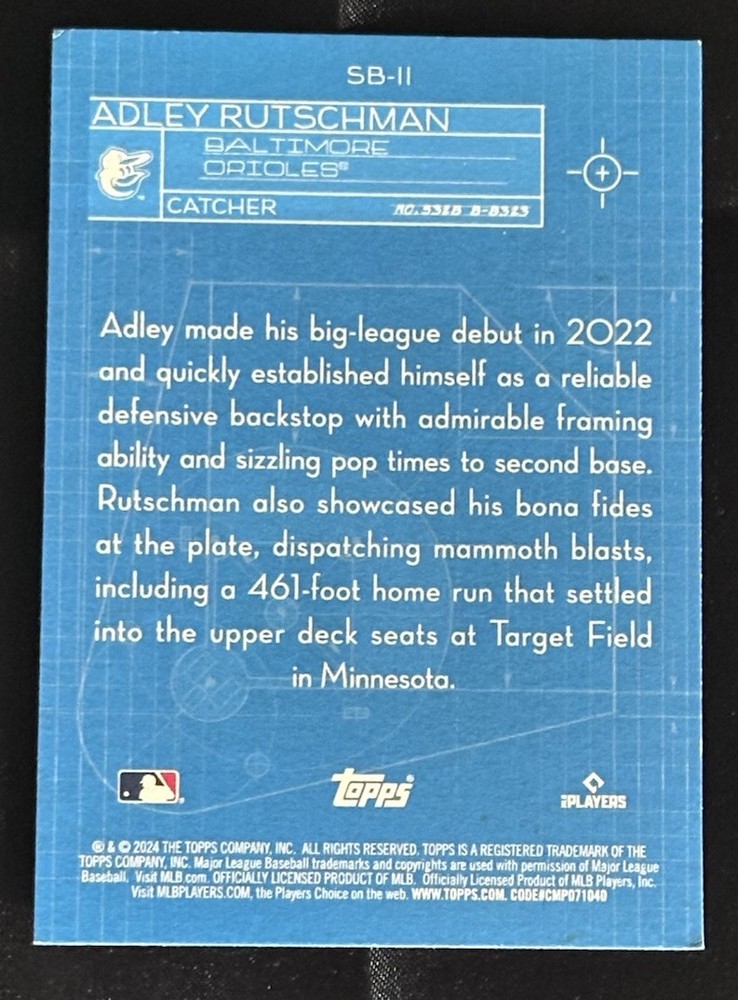 SB-11
ADLEY RUTSCHMAN
BALTIMORE
ORIOLES®
CATCHER
Adley made his big-league debut in 2022
and quickly established himself as a reliable
defensive backstop with admirable framing
ability and sizzling pop times to second base.
Rutschman also showcased his bona fides
at the plate, dispatching mammoth blasts,
including a 461-foot home run that settled
into the upper deck seats at Target Field
in Minnesota.
Topps®
PLAYERS
® & © 2024 THE TOPPS COMPANY, INC. ALL RIGHTS RESERVED. TOPPS IS A REGISTERED TRADEMARK OF THE
TOPPS COMPANY, INC. Major League Baseball trademarks and copyrights are used with permission of Major League
Baseball. Visit MLB.com. OFFICIALLY LICENSED PRODUCT OF MLB. Officially Licensed Product of MLB Players, Inc.
Visit MLBPLAYERS.COM, the Players Choice on the web. WWW.TOPPS.COM. CODE#CMP071040